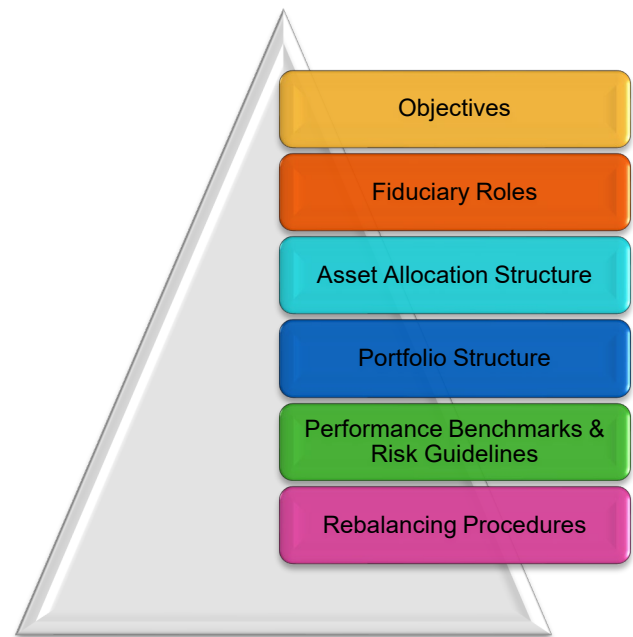 Objectives
Fiduciary Roles
Asset Allocation Structure
Portfolio Structure
Performance Benchmarks &
Risk Guidelines
Rebalancing Procedures